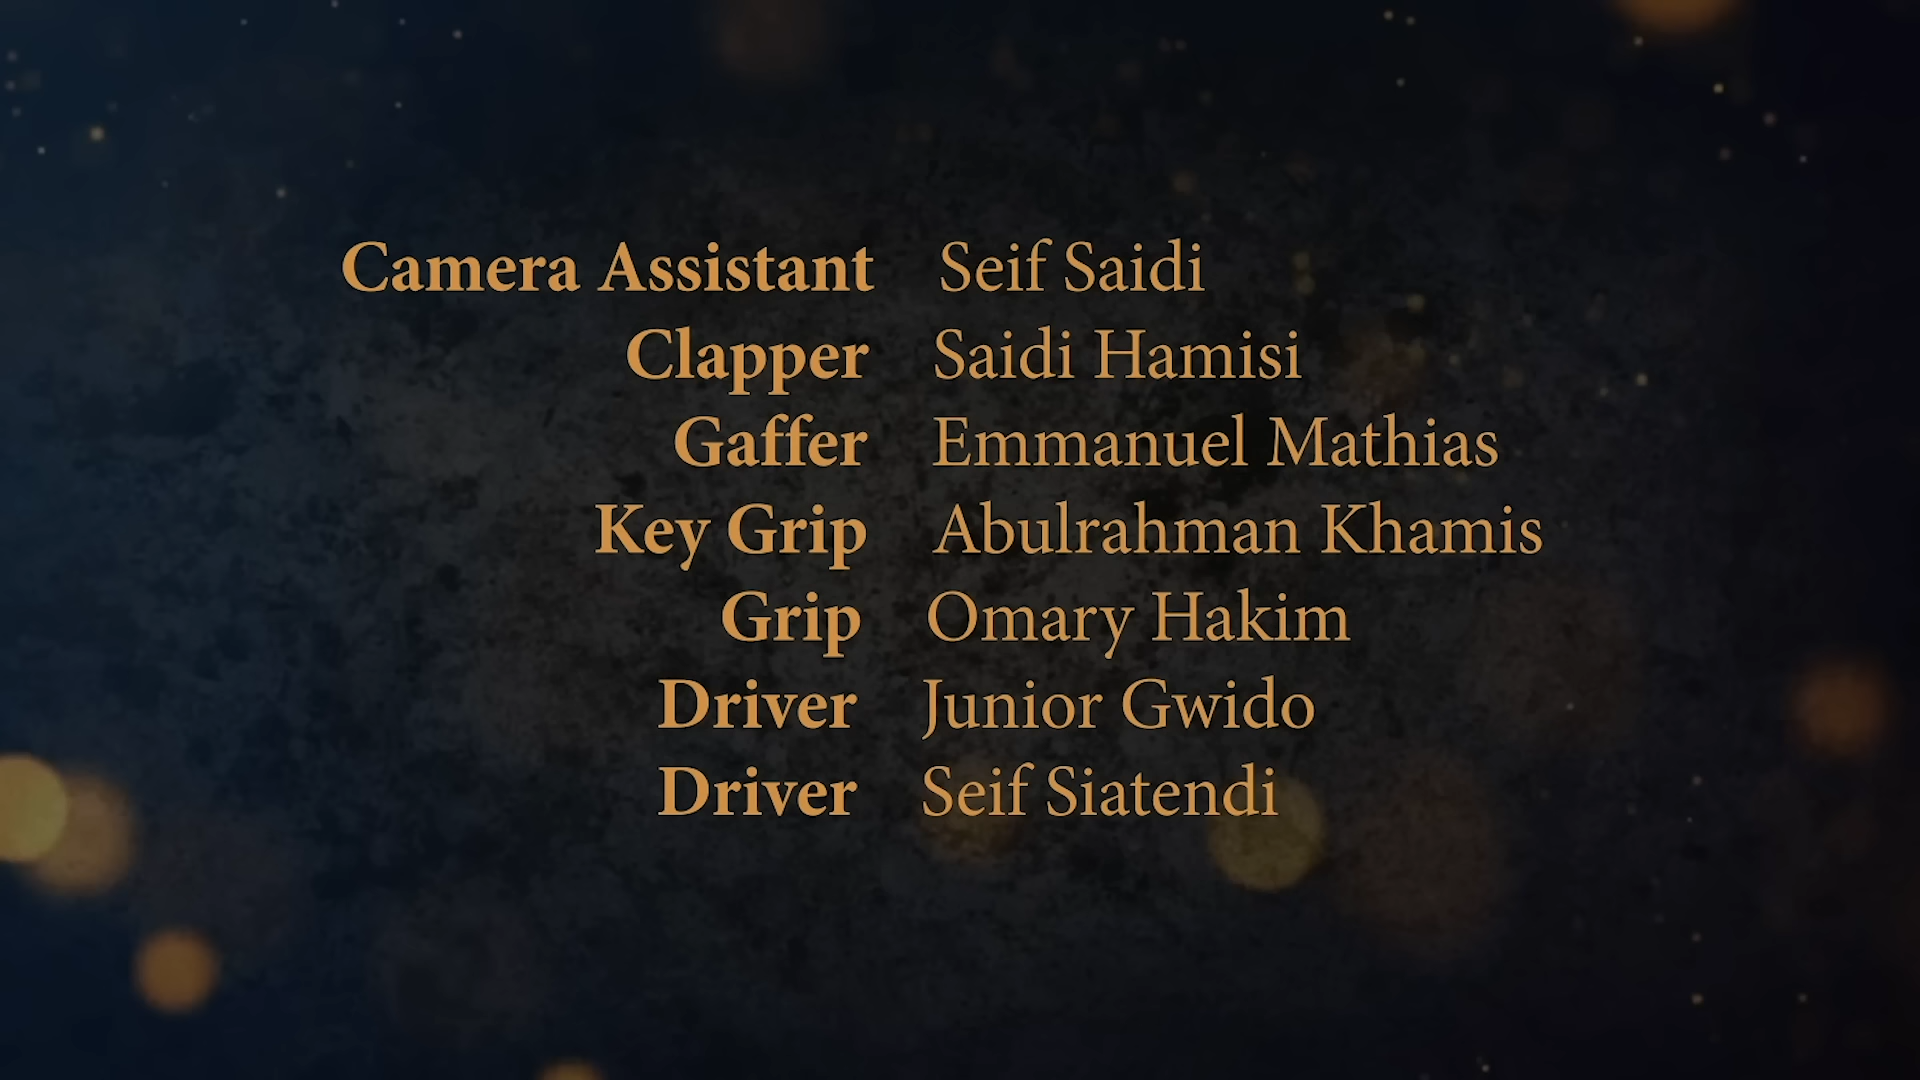 Camera Assistant Seif Saidi
Clapper Saidi Hamisi
Gaffer Emmanuel Mathias
Key Grip Abulrahman Khamis
Grip Omary Hakim
Driver Junior Gwido
Driver Seif Siatendi